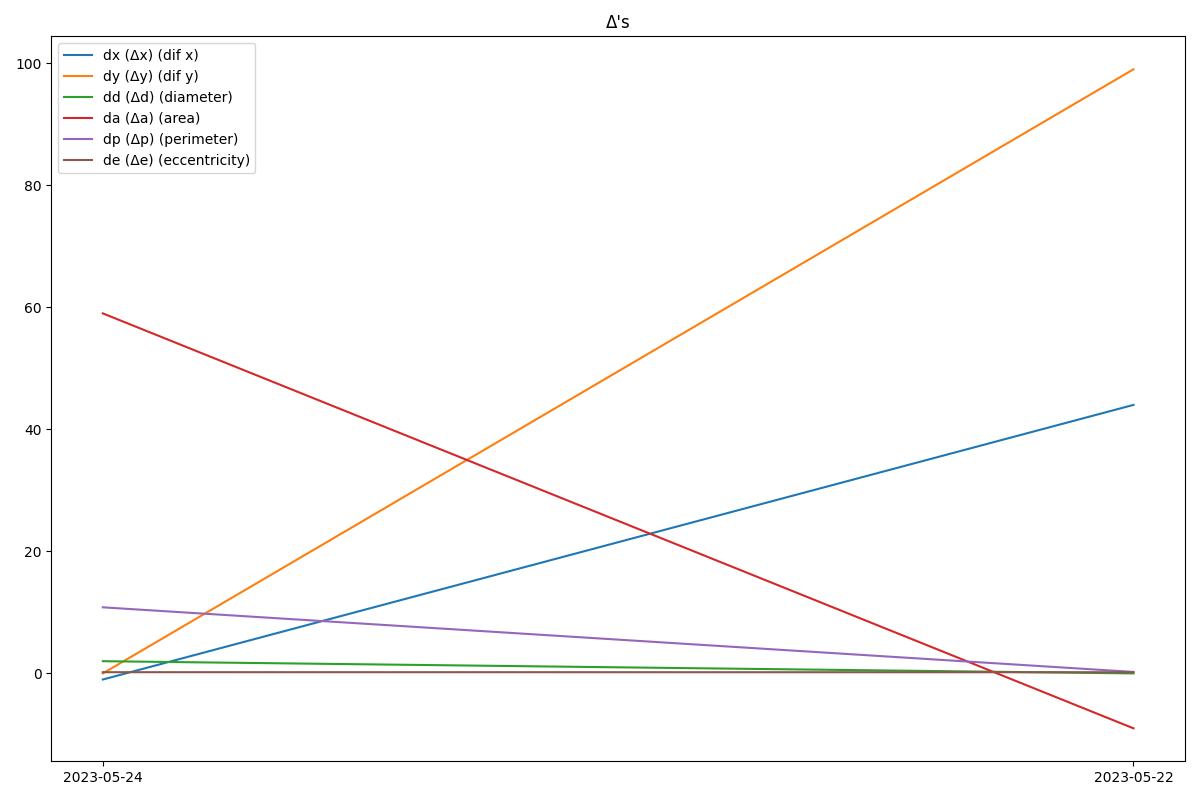 Δ's
dx (Δx) (dif x)
dy (Δy) (dif y)
dd (Δd) (diameter)
da (Δa) (area)
dp (Δp) (perimeter)
de (Δe) (eccentricity)
100
80
60
40
20
0
2023-05-24 2023-05-22